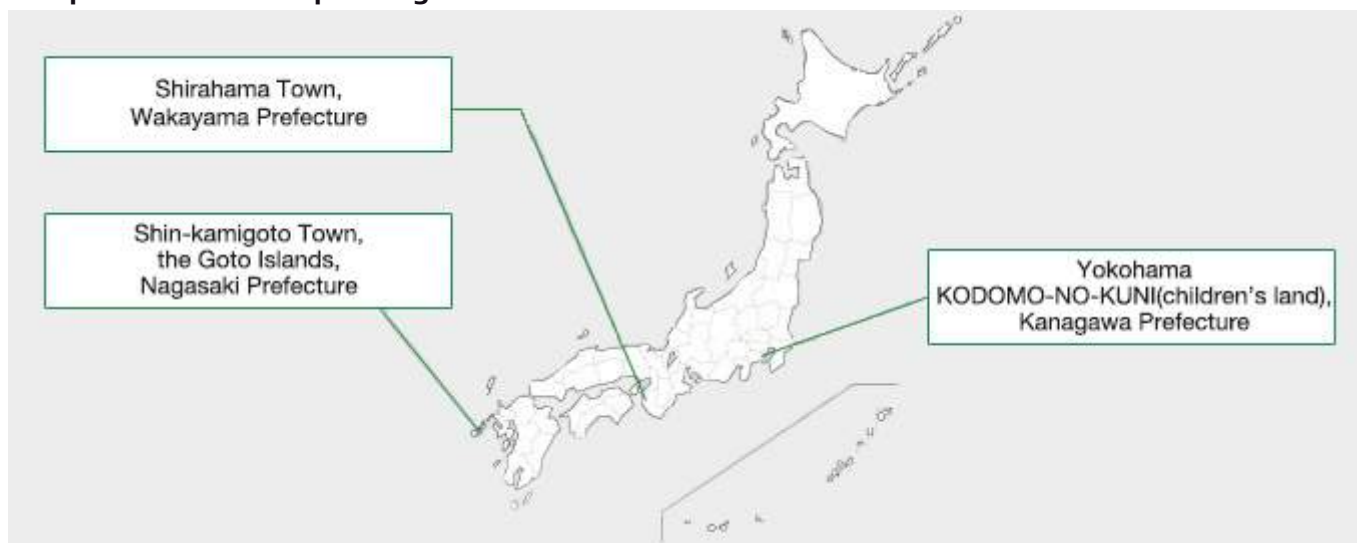 Shirahama Town,
Wakayama Prefecture
Shin-kamigoto Town,
the Goto Islands,
Nagasaki Prefecture
Yokohama
KODOMO-NO-KUNI(children's land),
Kanagawa Prefecture